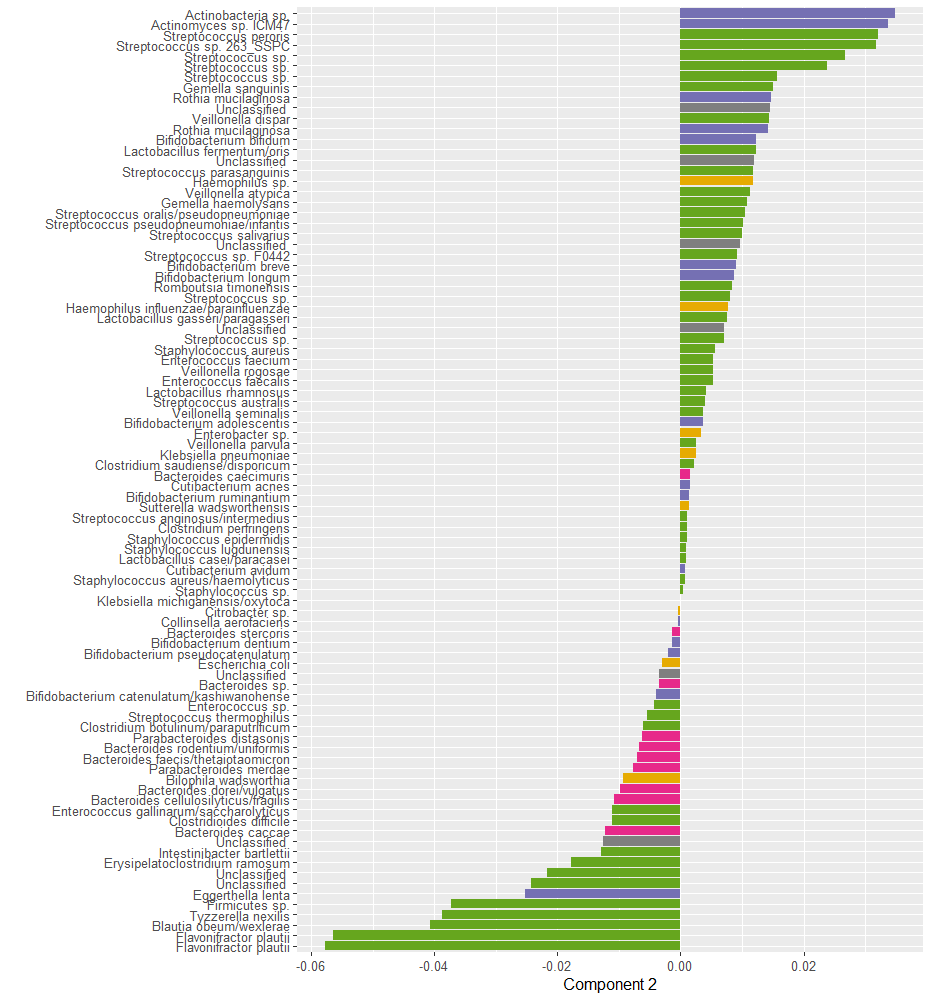 Actinobacteria sp.
Actinomyces sp. ICM47
Streptococcus peroris
Streptococcus sp. 263_SSPC
Streptococcus sp.
Streptococcus sp.
Streptococcus sp.
Gemella sanguinis
Rothia mucilaginosa
Unclassified
Veillonella dispar
Rothia mucilaginosa
Bifidobacterium bifidum
Lactobacillus fermentum/oris
Unclassified
Streptococcus parasanguinis
Haemophilus sp.
Veillonella atypica
Gemella haemolysans
Streptococcus oralis/pseudopneumoniae
Streptococcus pseudopneumoniae/infantis
Streptococcus salivarius
Unclassified
Streptococcus sp. F0442
Bifidobacterium breve
Bifidobacterium longum
Romboutsia timonensis
Streptococcus sp.
Haemophilus influenzae/parainfluenzae
Lactobacillus gasseri/paragasseri
Unclassified
Streptococcus sp.
Staphylococcus aureus
Enterococcus faecium
Veillonella rogosae
Enterococcus faecalis
Lactobacillus rhamnosus
Streptococcus australis
Veillonella seminalis
Bifidobacterium adolescentis
Enterobacter sp.
Veillonella parvula
Klebsiella pneumoniae
Clostridium saudiense/disporicum
Bacteroides caecimuris
Cutibacterium acnes
Bifidobacterium ruminantium
Sutterella wadsworthensis
Streptococcus anginosus/intermedius
Clostridium perfringens
Staphylococcus epidermidis
Staphylococcus lugdunensis
Lactobacillus casei/paracasei
Cutibacterium avidum
Staphylococcus aureus/haemolyticus
Staphylococcus sp.
Klebsiella michiganensis/oxytoca
Citrobacter sp.
Collinsella aerofaciens
Bacteroides stercoris
Bifidobacterium dentium
Bifidobacterium pseudocatenulatum
Escherichia coli
Unclassified
Bacteroides sp.
Bifidobacterium catenulatum/kashiwanohense
Enterococcus sp.
Streptococcus thermophilus
Clostridium botulinum/paraputrificum
Parabacteroides distasonis
Bacteroides rodentium/uniformis
Bacteroides faecis/thetaiotaomicron
Parabacteroides merdae
Bilophila wadsworthia
Bacteroides dorei/vulgatus
Bacteroides cellulosilyticus/fragilis
Enterococcus gallinarum/saccharolyticus
Clostridioides difficile
Bacteroides caccae
Unclassified
Intestinibacter bartlettii
Erysipelatoclostridium ramosum
Unclassified
Unclassified
Eggerthella lenta
Firmicutes sp.
Tyzzerella nexilis
Blautia obeum/wexlerae
Flavonifractor plautii
Flavonifractor plautii
-0.06 -0.04 -0.02 0.00 0.02
Component 2